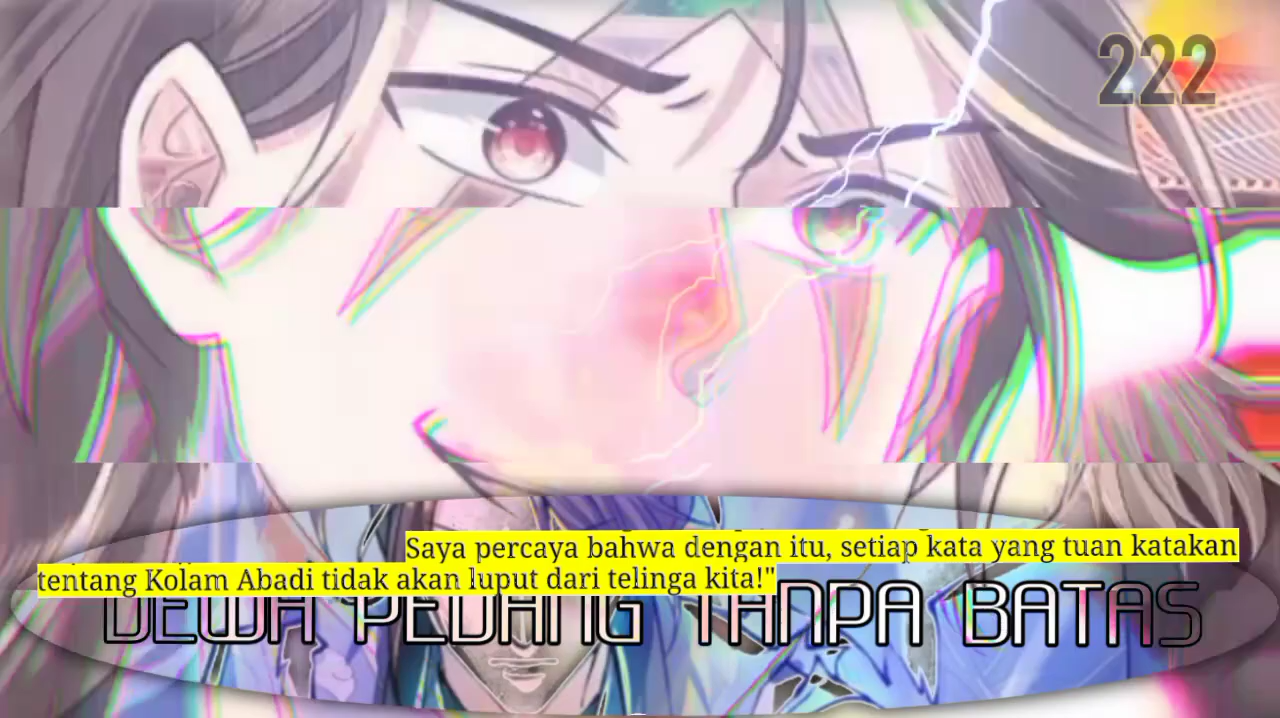 222
Saya percaya bahwa dengan itu, setiap kata yang tuan katakan
tentang Kolam Abadi tidak akan luput dari telinga kita!"
DEWA PEDANG TANPA BATAS